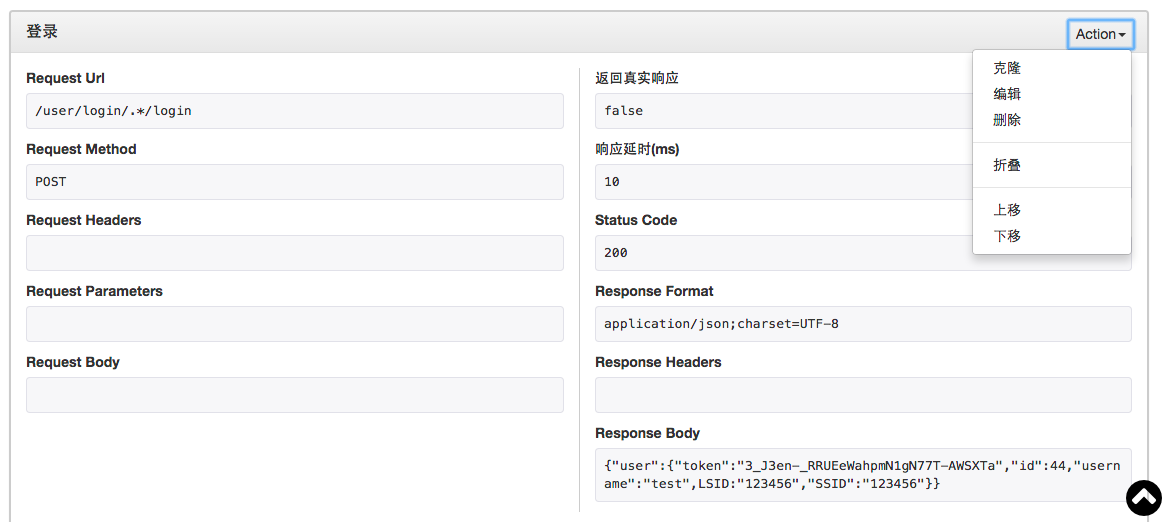 登录
Action
克隆
编辑
删除
折叠
上移
下移
Request Url
/user/login/.*/login
Request Method
POST
Request Headers
Request Parameters
Request Body
返回真实响应
false
响应延时(ms)
10
Status Code
200
Response Format
application/json;charset=UTF-8
Response Headers
Response Body
{"user":{"token":"3_J3en-_RRUEeWahpmN1gN77T-AWSXTa","id":44,"usern
ame":"test",LSID:"123456","SSID":"123456"}}